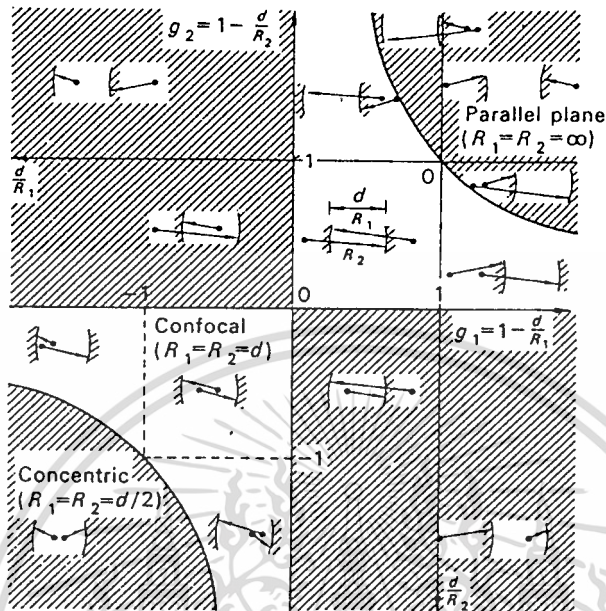 g₂ = 1 − d/R₂
Parallel plane
(R₁=R₂=∞)
d/R₁
1
0
d
R₁
R₂
−1
0
1
Confocal
(R₁=R₂=d)
g₁=1−d/R₁
−1
Concentric
(R₁=R₂=d/2)
d/R₂